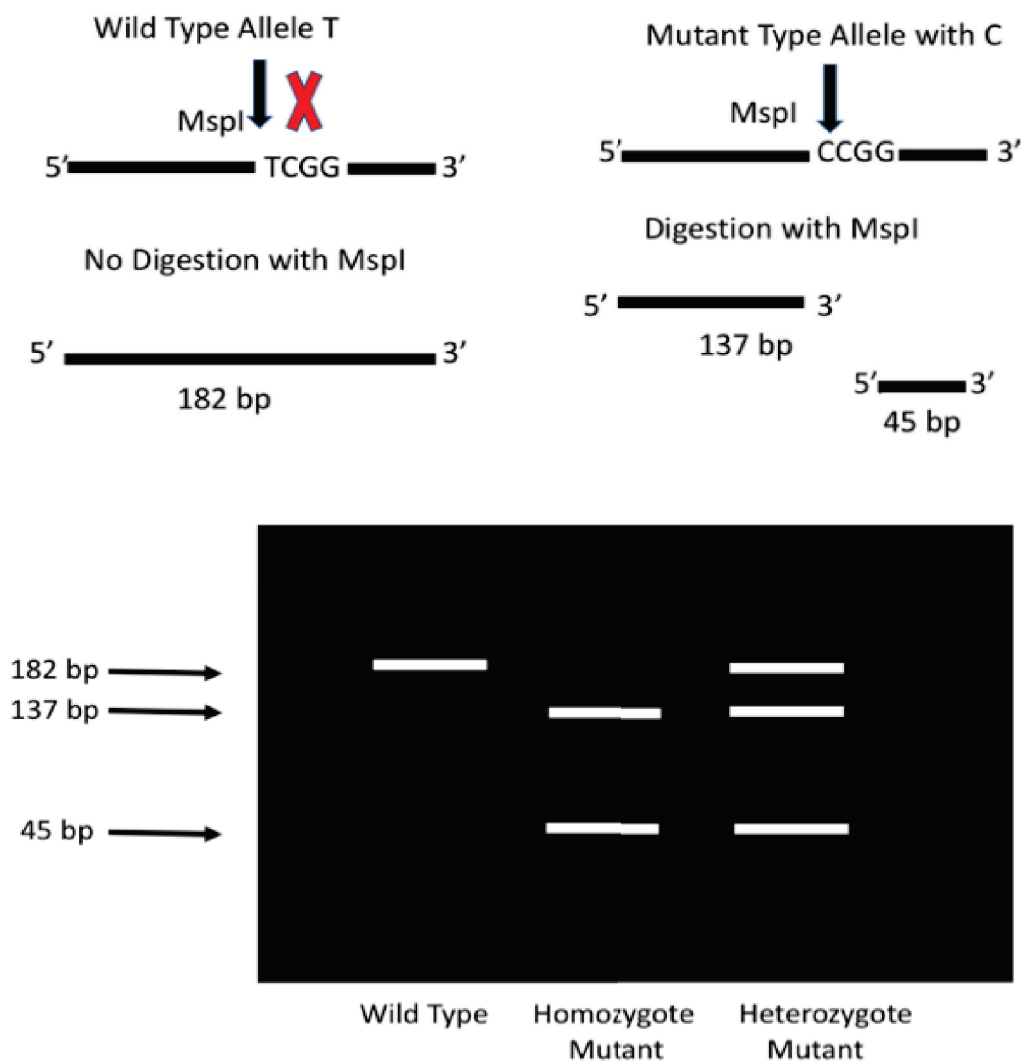 Wild Type Allele T
MspI
5’ TCGG 3’
No Digestion with MspI
5’ 3’
182 bp
Mutant Type Allele with C
MspI
5’ CCGG 3’
Digestion with MspI
5’ 3’
137 bp
5’ 3’
45 bp
182 bp
137 bp
45 bp
Wild Type
Homozygote
Mutant
Heterozygote
Mutant